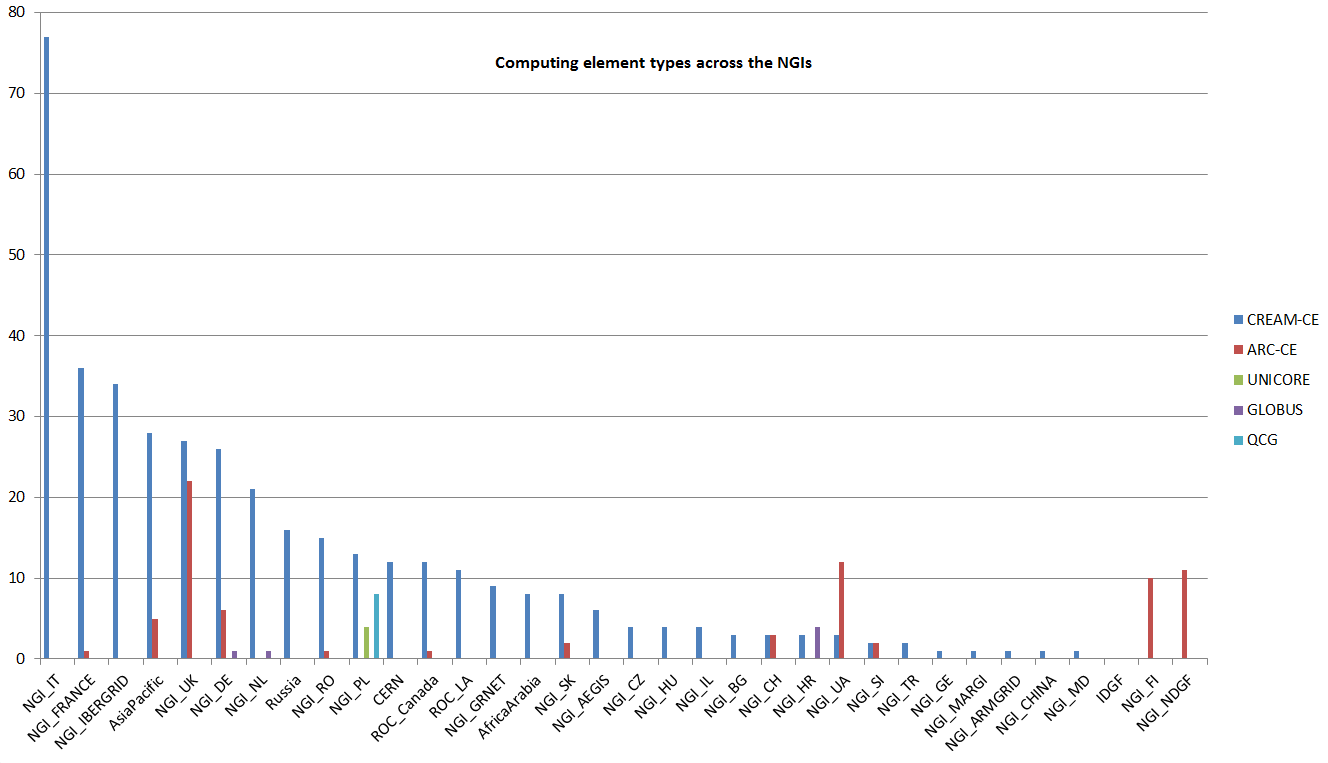 80
70
60
50
40
30
20
10
0
Computing element types across the NGIs
CREAM-CE
ARC-CE
UNICORE
GLOBUS
QCG
NGI_IT
NGI_FRANCE
NGI_IBERGRID
AsiaPacific
NGI_UK
NGI_DE
NGI_NL
Russia
NGI_RO
NGI_PL
CERN
ROC_Canada
ROC_LA
NGI_GRNET
AfricaArabia
NGI_SK
NGI_AEGIS
NGI_CZ
NGI_HU
NGI_IL
NGI_BG
NGI_CH
NGI_HR
NGI_UA
NGI_SI
NGI_TR
NGI_GE
NGI_MARGI
NGI_ARMGRID
NGI_CHINA
NGI_MD
IDGF
NGI_FI
NGI_NDGF